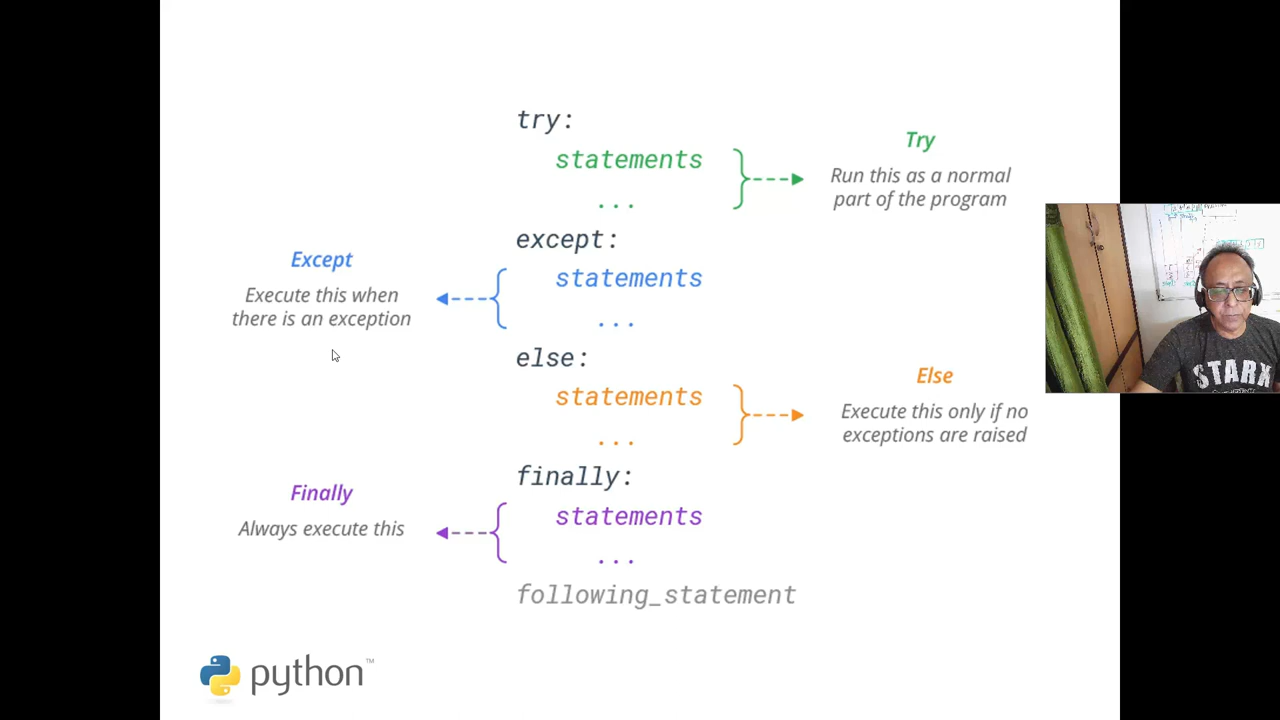 try:
statements
...
Try
Run this as a normal
part of the program
except:
statements
...
Except
Execute this when
there is an exception
else:
statements
...
Else
Execute this only if no
exceptions are raised
finally:
statements
...
Finally
Always execute this
following_statement
python™
STARK